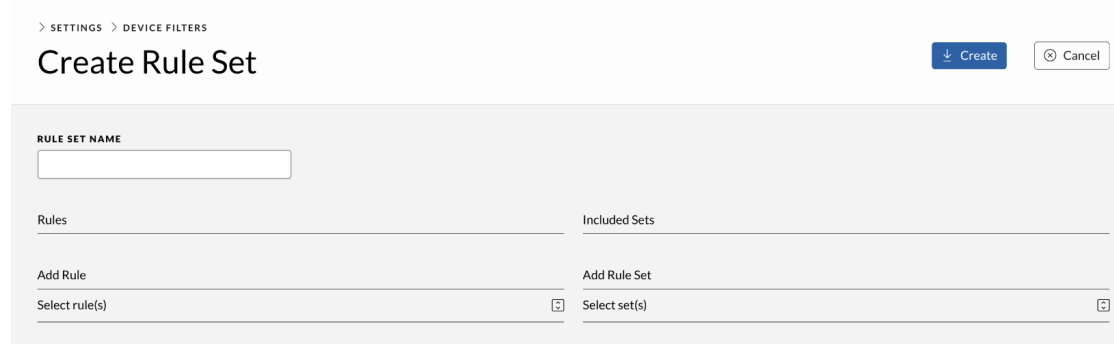 SETTINGS DEVICE FILTERS
Create Rule Set
Create
Cancel
RULE SET NAME
Rules
Included Sets
Add Rule
Add Rule Set
Select rule(s)
Select set(s)